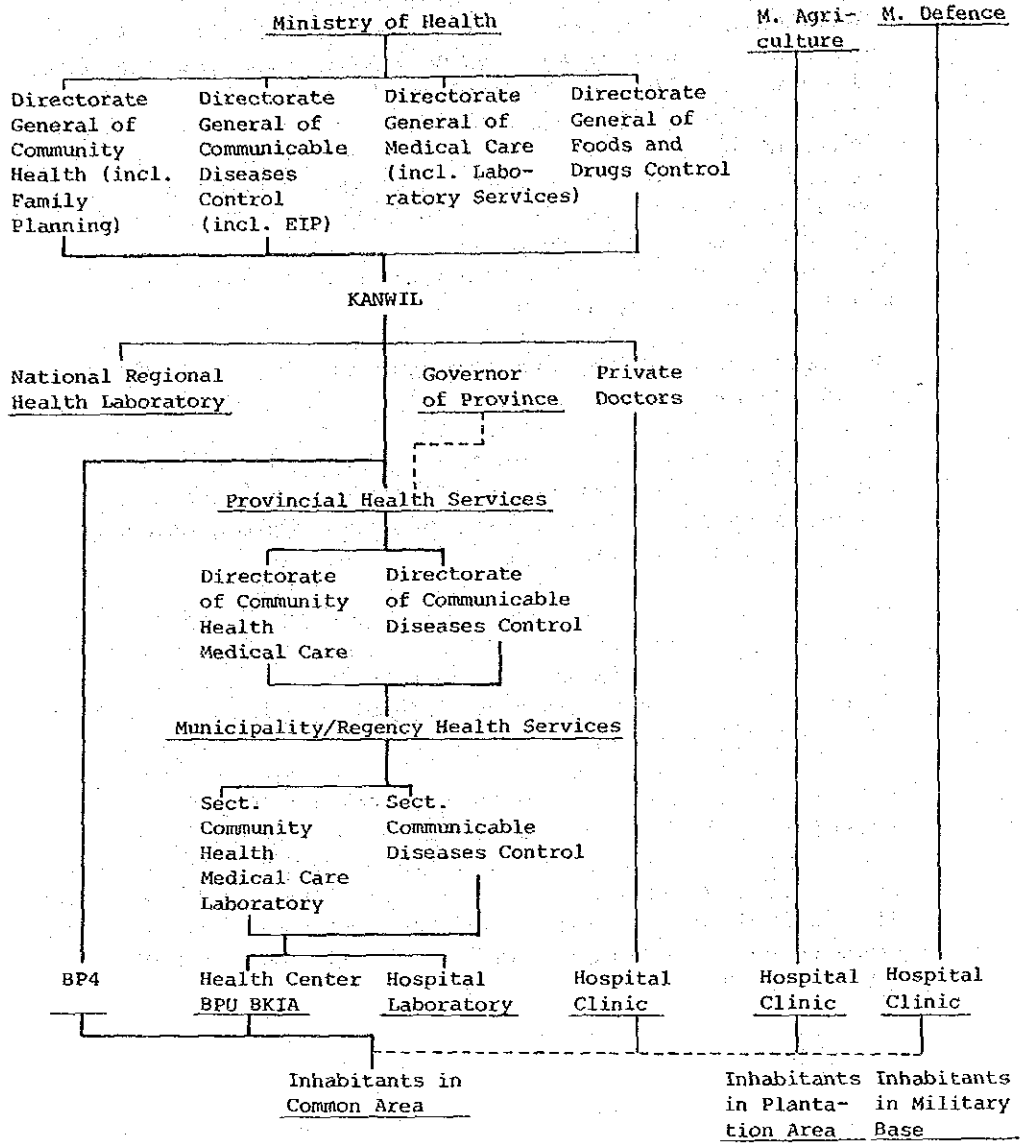 Ministry of Health
M. Agri-
culture
M. Defence
Directorate
General of
Community
Health (incl.
Family
Planning)
Directorate
General of
Communicable
Diseases
Control
(incl. EIP)
Directorate
General of
Medical Care
(incl. Labo-
ratory Services)
Directorate
General of
Foods and
Drugs Control
KANWIL
National Regional
Health Laboratory
Governor
of Province
Private
Doctors
Provincial Health Services
Directorate
of Community
Health
Medical Care
Directorate
of Communicable
Diseases Control
Municipality/Regency Health Services
Sect.
Community
Health
Medical Care
Laboratory
Sect.
Communicable
Diseases Control
BP4
Health Center
BPU BKIA
Hospital
Laboratory
Hospital
Clinic
Hospital
Clinic
Hospital
Clinic
Inhabitants in
Common Area
Inhabitants
in Planta-
tion Area
Inhabitants
in Military
Base